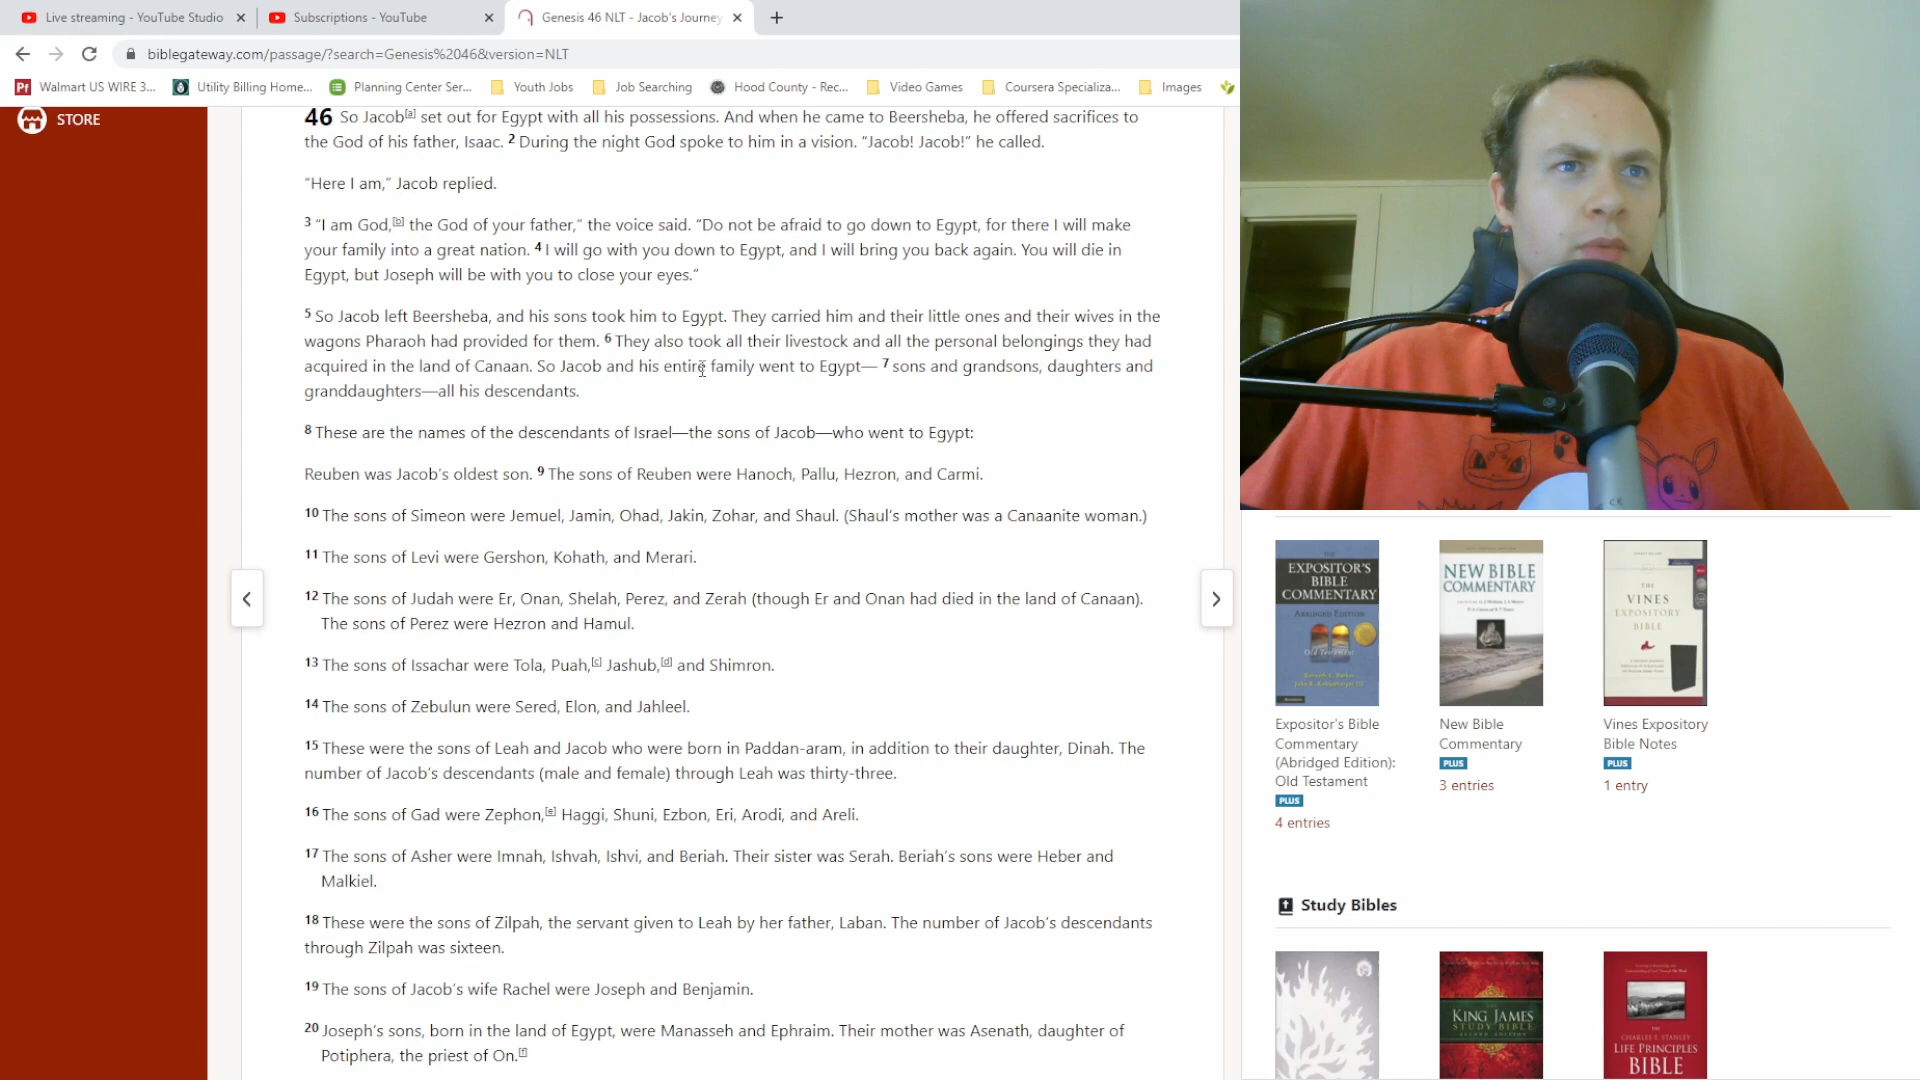 Live streaming - YouTube Studio
Subscriptions - YouTube
Genesis 46 NLT - Jacob's Journey
biblegateway.com/passage/?search=Genesis%2046&version=NLT
Walmart US WIRE 3...
Utility Billing Home...
Planning Center Ser...
Youth Jobs
Job Searching
Hood County - Rec...
Video Games
Coursera Specializa...
Images
STORE
46 So Jacob[a] set out for Egypt with all his possessions. And when he came to Beersheba, he offered sacrifices to
the God of his father, Isaac. 2 During the night God spoke to him in a vision. “Jacob! Jacob!” he called.
“Here I am,” Jacob replied.
3 “I am God,[b] the God of your father,” the voice said. “Do not be afraid to go down to Egypt, for there I will make
your family into a great nation. 4 I will go with you down to Egypt, and I will bring you back again. You will die in
Egypt, but Joseph will be with you to close your eyes.”
5 So Jacob left Beersheba, and his sons took him to Egypt. They carried him and their little ones and their wives in the
wagons Pharaoh had provided for them. 6 They also took all their livestock and all the personal belongings they had
acquired in the land of Canaan. So Jacob and his entire family went to Egypt— 7 sons and grandsons, daughters and
granddaughters—all his descendants.
8 These are the names of the descendants of Israel—the sons of Jacob—who went to Egypt:
Reuben was Jacob’s oldest son. 9 The sons of Reuben were Hanoch, Pallu, Hezron, and Carmi.
10 The sons of Simeon were Jemuel, Jamin, Ohad, Jakin, Zohar, and Shaul. (Shaul’s mother was a Canaanite woman.)
11 The sons of Levi were Gershon, Kohath, and Merari.
12 The sons of Judah were Er, Onan, Shelah, Perez, and Zerah (though Er and Onan had died in the land of Canaan).
The sons of Perez were Hezron and Hamul.
13 The sons of Issachar were Tola, Puah,[c] Jashub,[d] and Shimron.
14 The sons of Zebulun were Sered, Elon, and Jahleel.
15 These were the sons of Leah and Jacob who were born in Paddan-aram, in addition to their daughter, Dinah. The
number of Jacob’s descendants (male and female) through Leah was thirty-three.
16 The sons of Gad were Zephon,[e] Haggi, Shuni, Ezbon, Eri, Arodi, and Areli.
17 The sons of Asher were Imnah, Ishvah, Ishvi, and Beriah. Their sister was Serah. Beriah’s sons were Heber and
Malkiel.
18 These were the sons of Zilpah, the servant given to Leah by her father, Laban. The number of Jacob’s descendants
through Zilpah was sixteen.
19 The sons of Jacob’s wife Rachel were Joseph and Benjamin.
20 Joseph’s sons, born in the land of Egypt, were Manasseh and Ephraim. Their mother was Asenath, daughter of
Potiphera, the priest of On.[f]
THE
EXPOSITOR'S
BIBLE
COMMENTARY
ABRIDGED EDITION
Old Testament
NEW BIBLE
COMMENTARY
THE
VINES
EXPOSITORY
BIBLE
Expositor's Bible
Commentary
(Abridged Edition):
Old Testament
PLUS
4 entries
New Bible
Commentary
PLUS
3 entries
Vines Expository
Bible Notes
PLUS
1 entry
Study Bibles
KING JAMES
STUDY BIBLE
THE
CHARLES F. STANLEY
LIFE PRINCIPLES
BIBLE